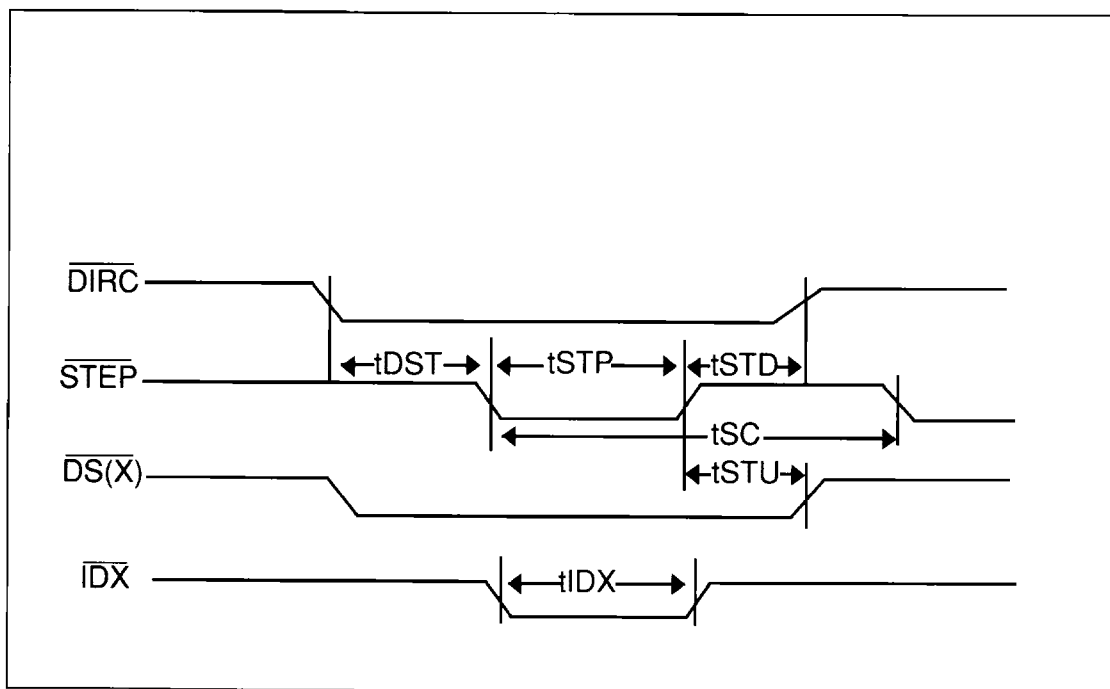 DIRC
tDST tSTP tSTD
STEP
tSC
DS(X) tSTU
IDX tIDX